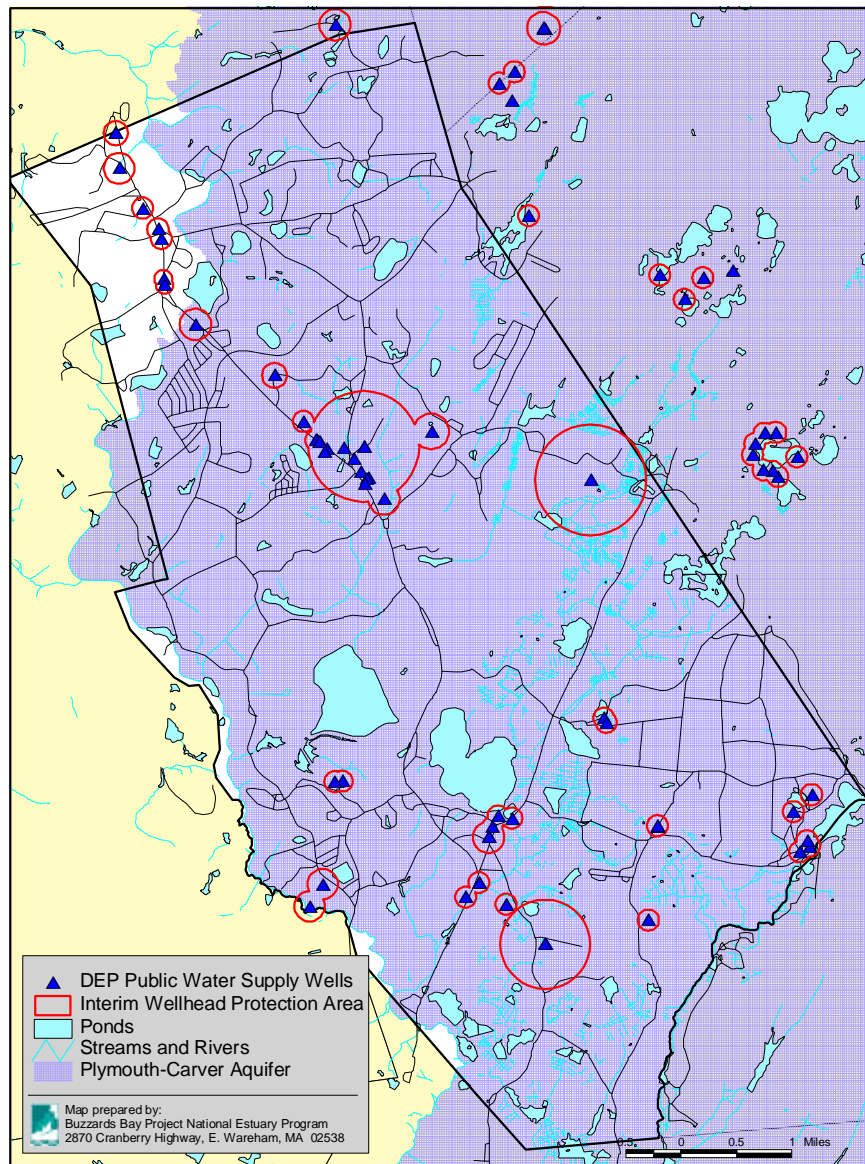 0.5 0 0.5 1 Miles
DEP Public Water Supply Wells
Interim Wellhead Protection Area
Ponds
Streams and Rivers
Plymouth-Carver Aquifer
Map prepared by:
Buzzards Bay Project National Estuary Program
2870 Cranberry Highway, E. Wareham, MA 02538